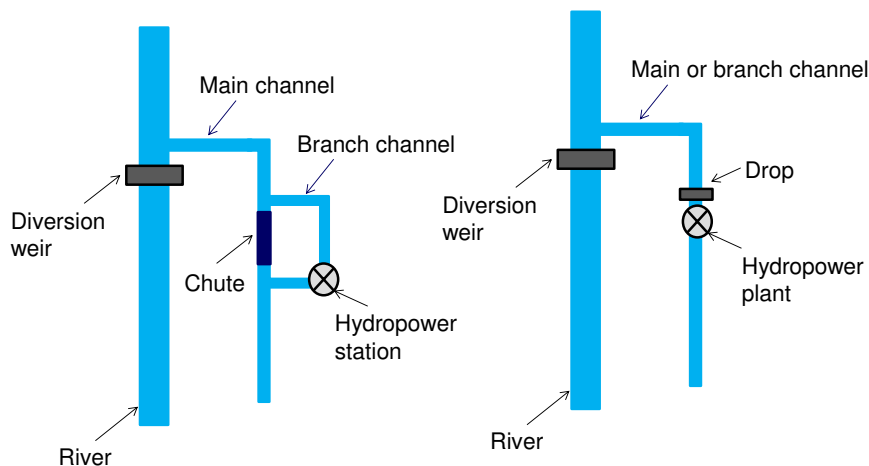 Main channel
Branch channel
Diversion
weir
Chute
Hydropower
station
River
Main or branch channel
Drop
Diversion
weir
Hydropower
plant
River